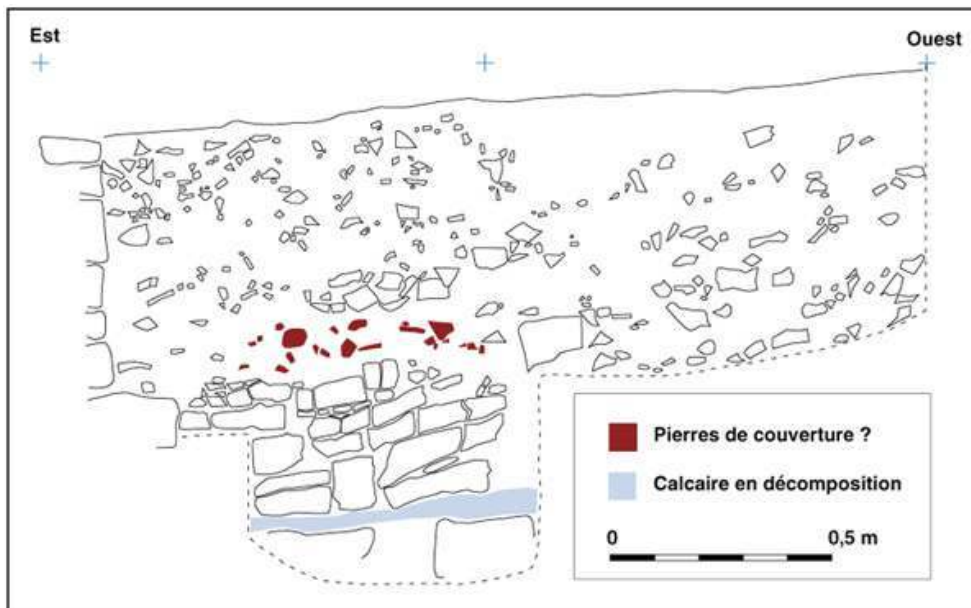 Est
Ouest
Pierres de couverture ?
Calcaire en décomposition
0 0,5 m